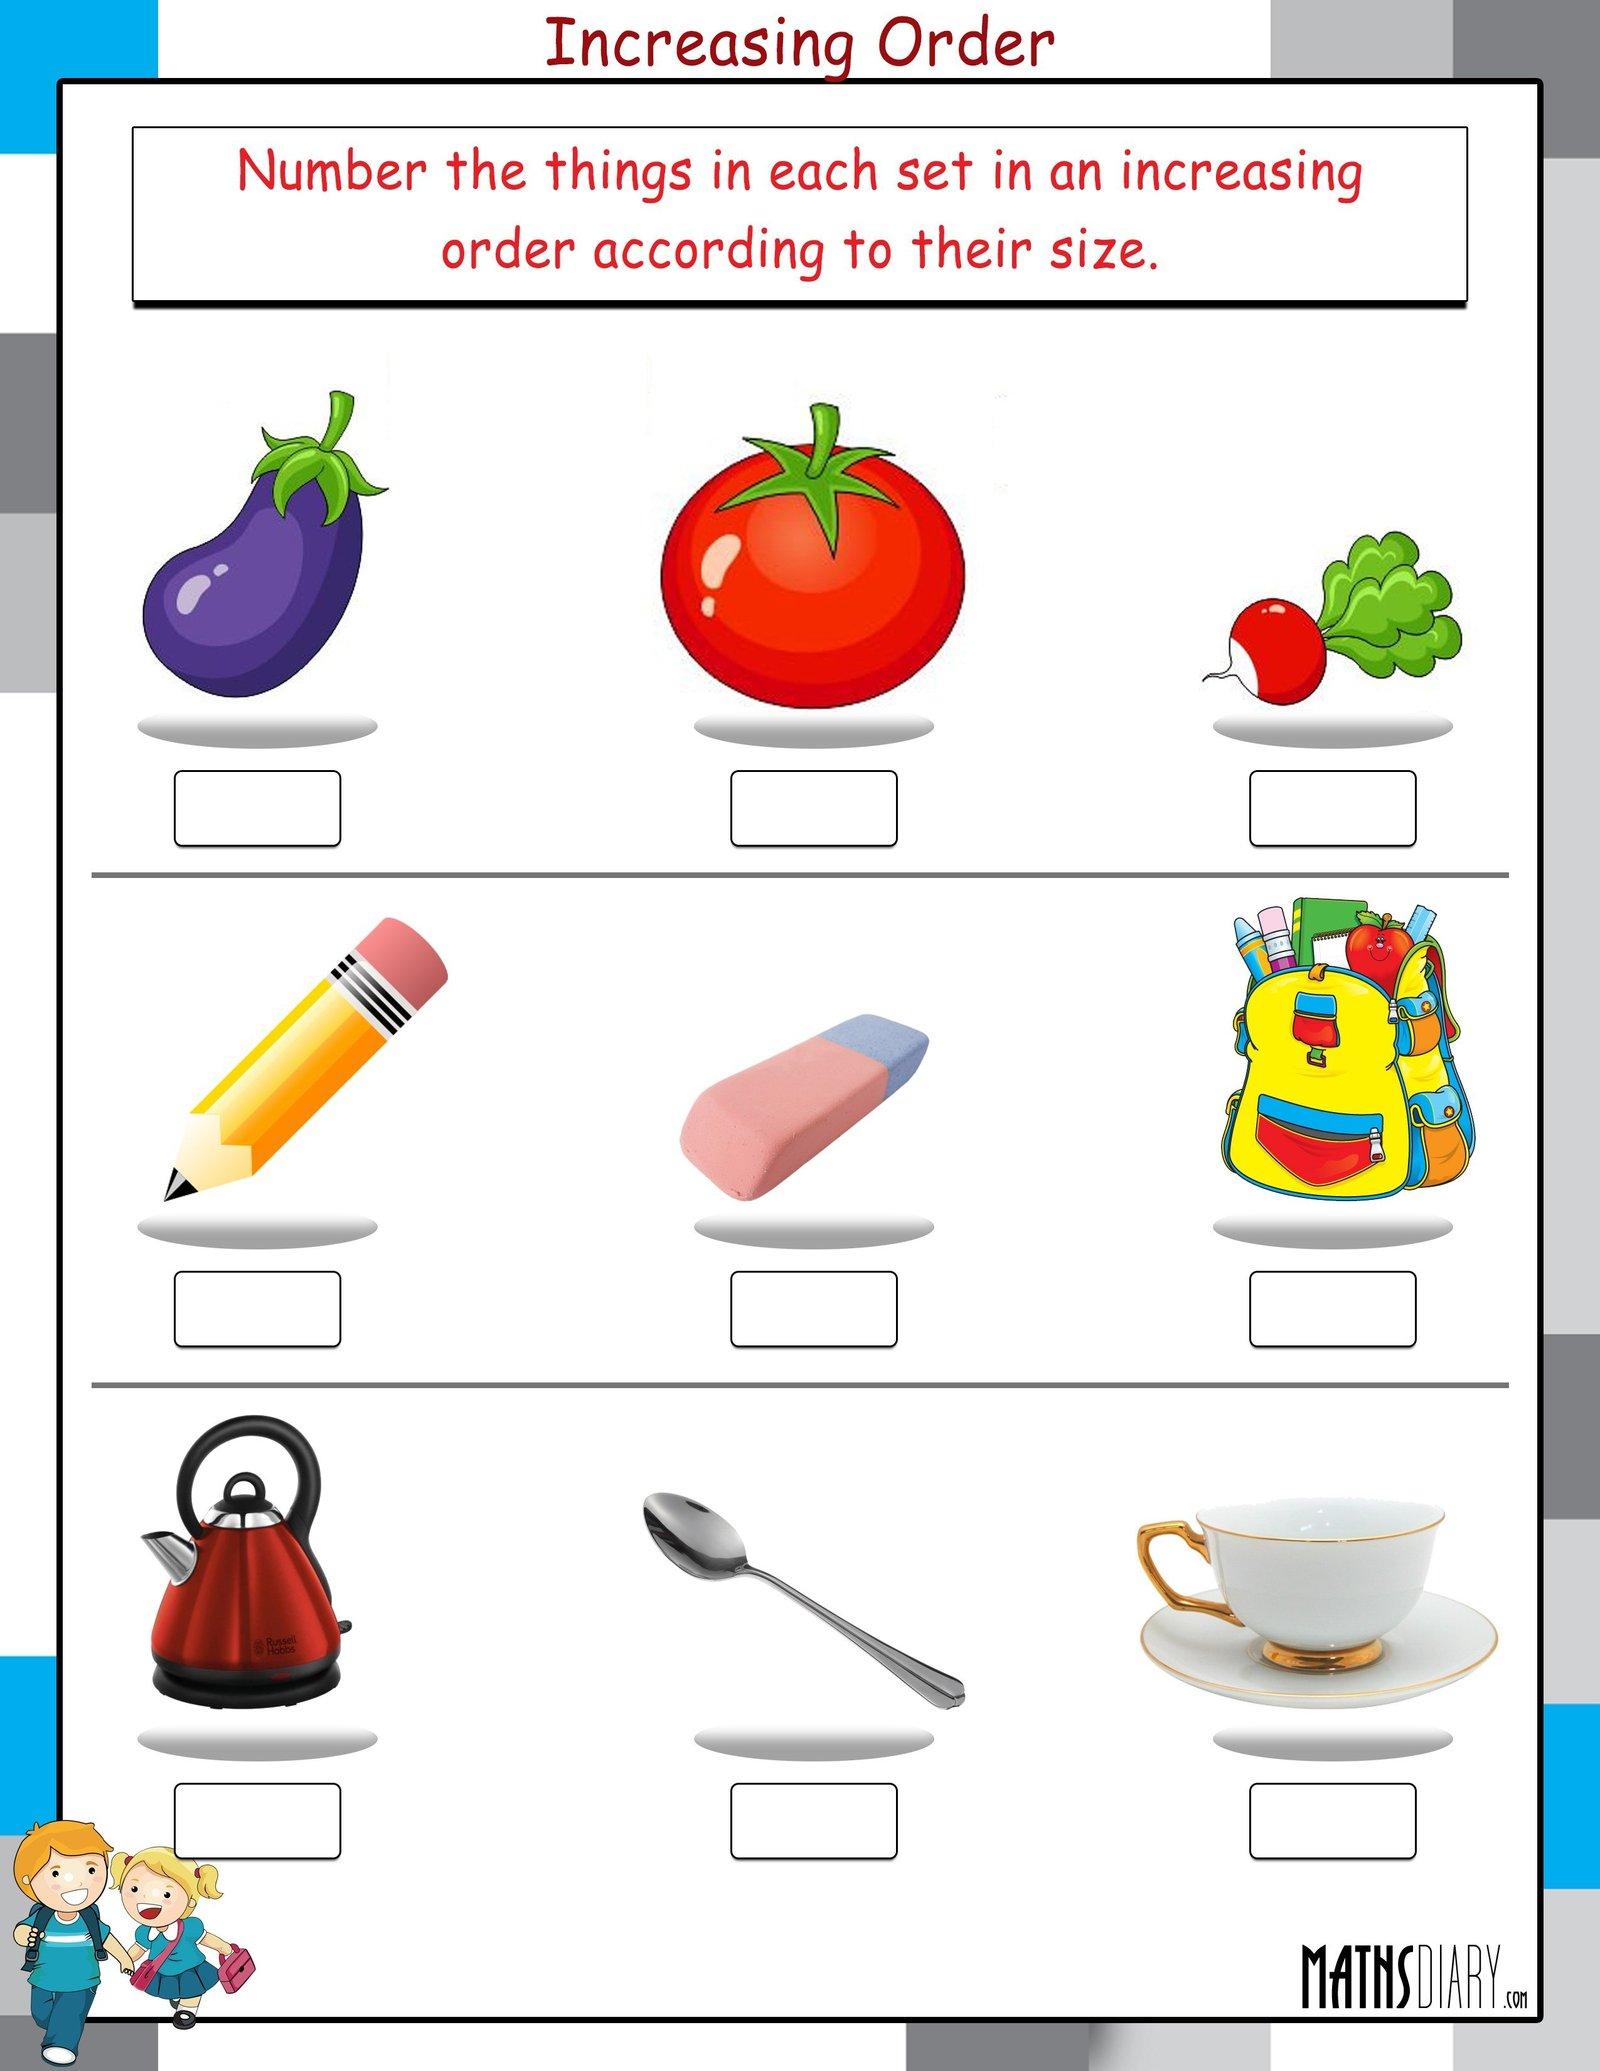 Increasing Order
Number the things in each set in an increasing
order according to their size.
Russell
Hobbs
MATHSDIARY.COM